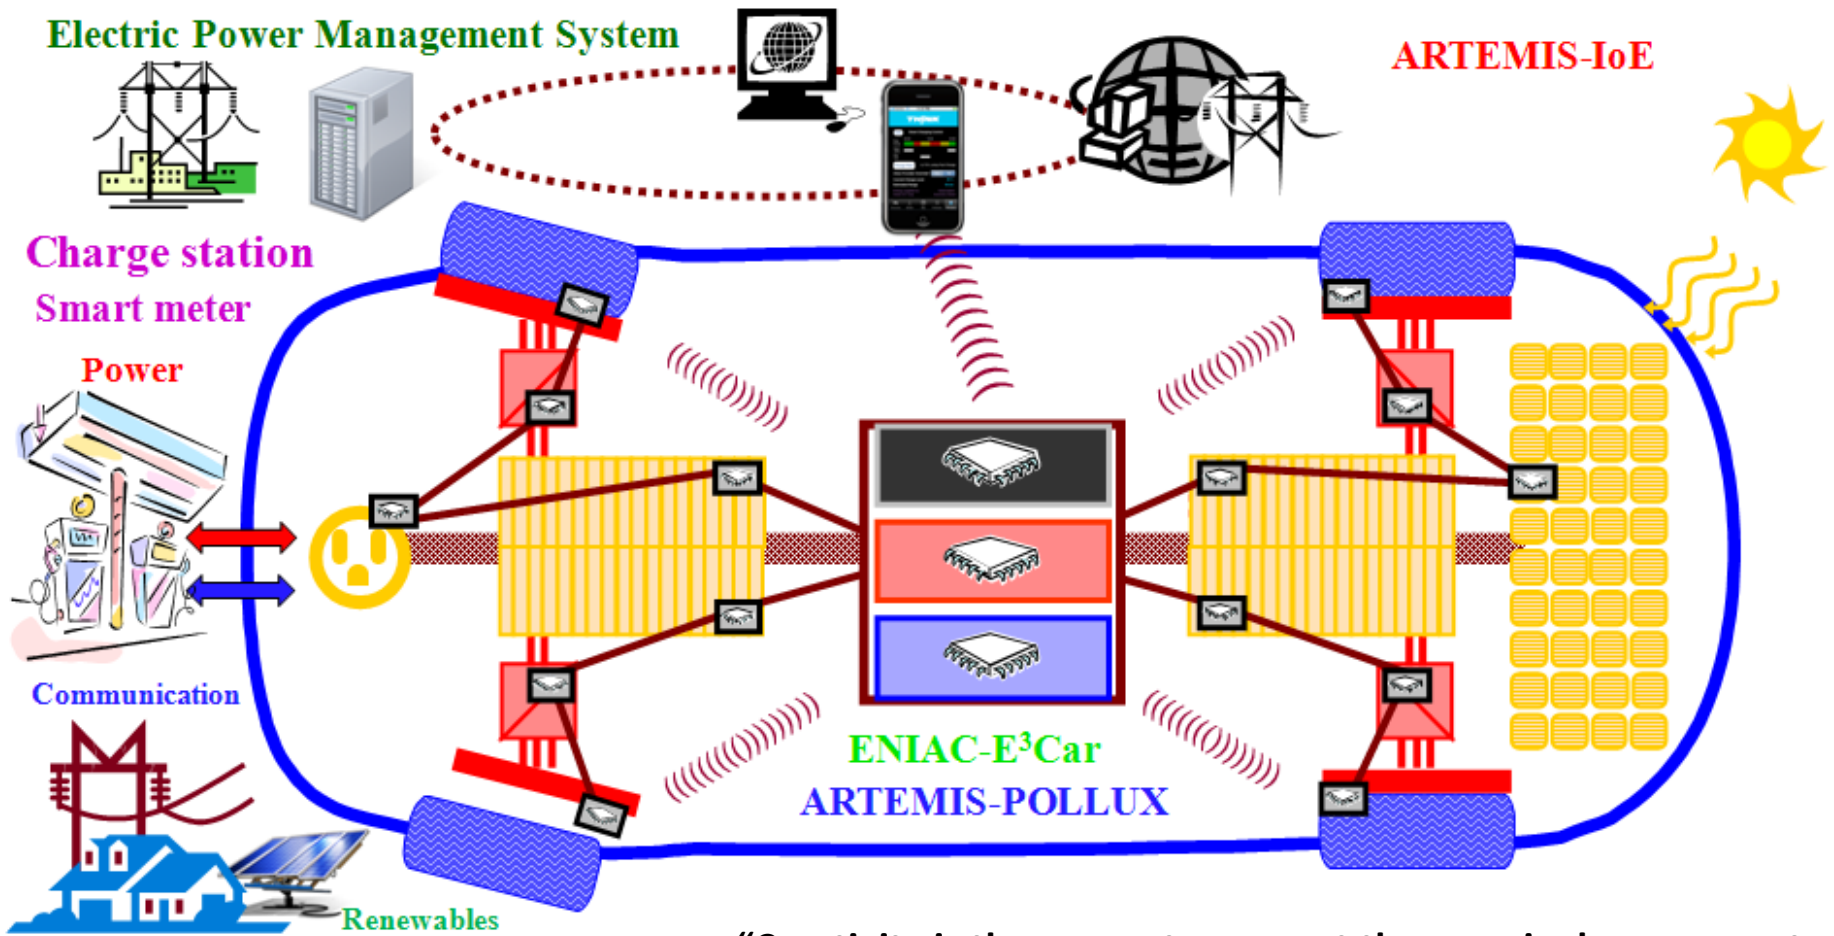 Electric Power Management System
ARTEMIS-IoE
Charge station
Smart meter
Power
Communication
ENIAC-E³Car
ARTEMIS-POLLUX
Renewables